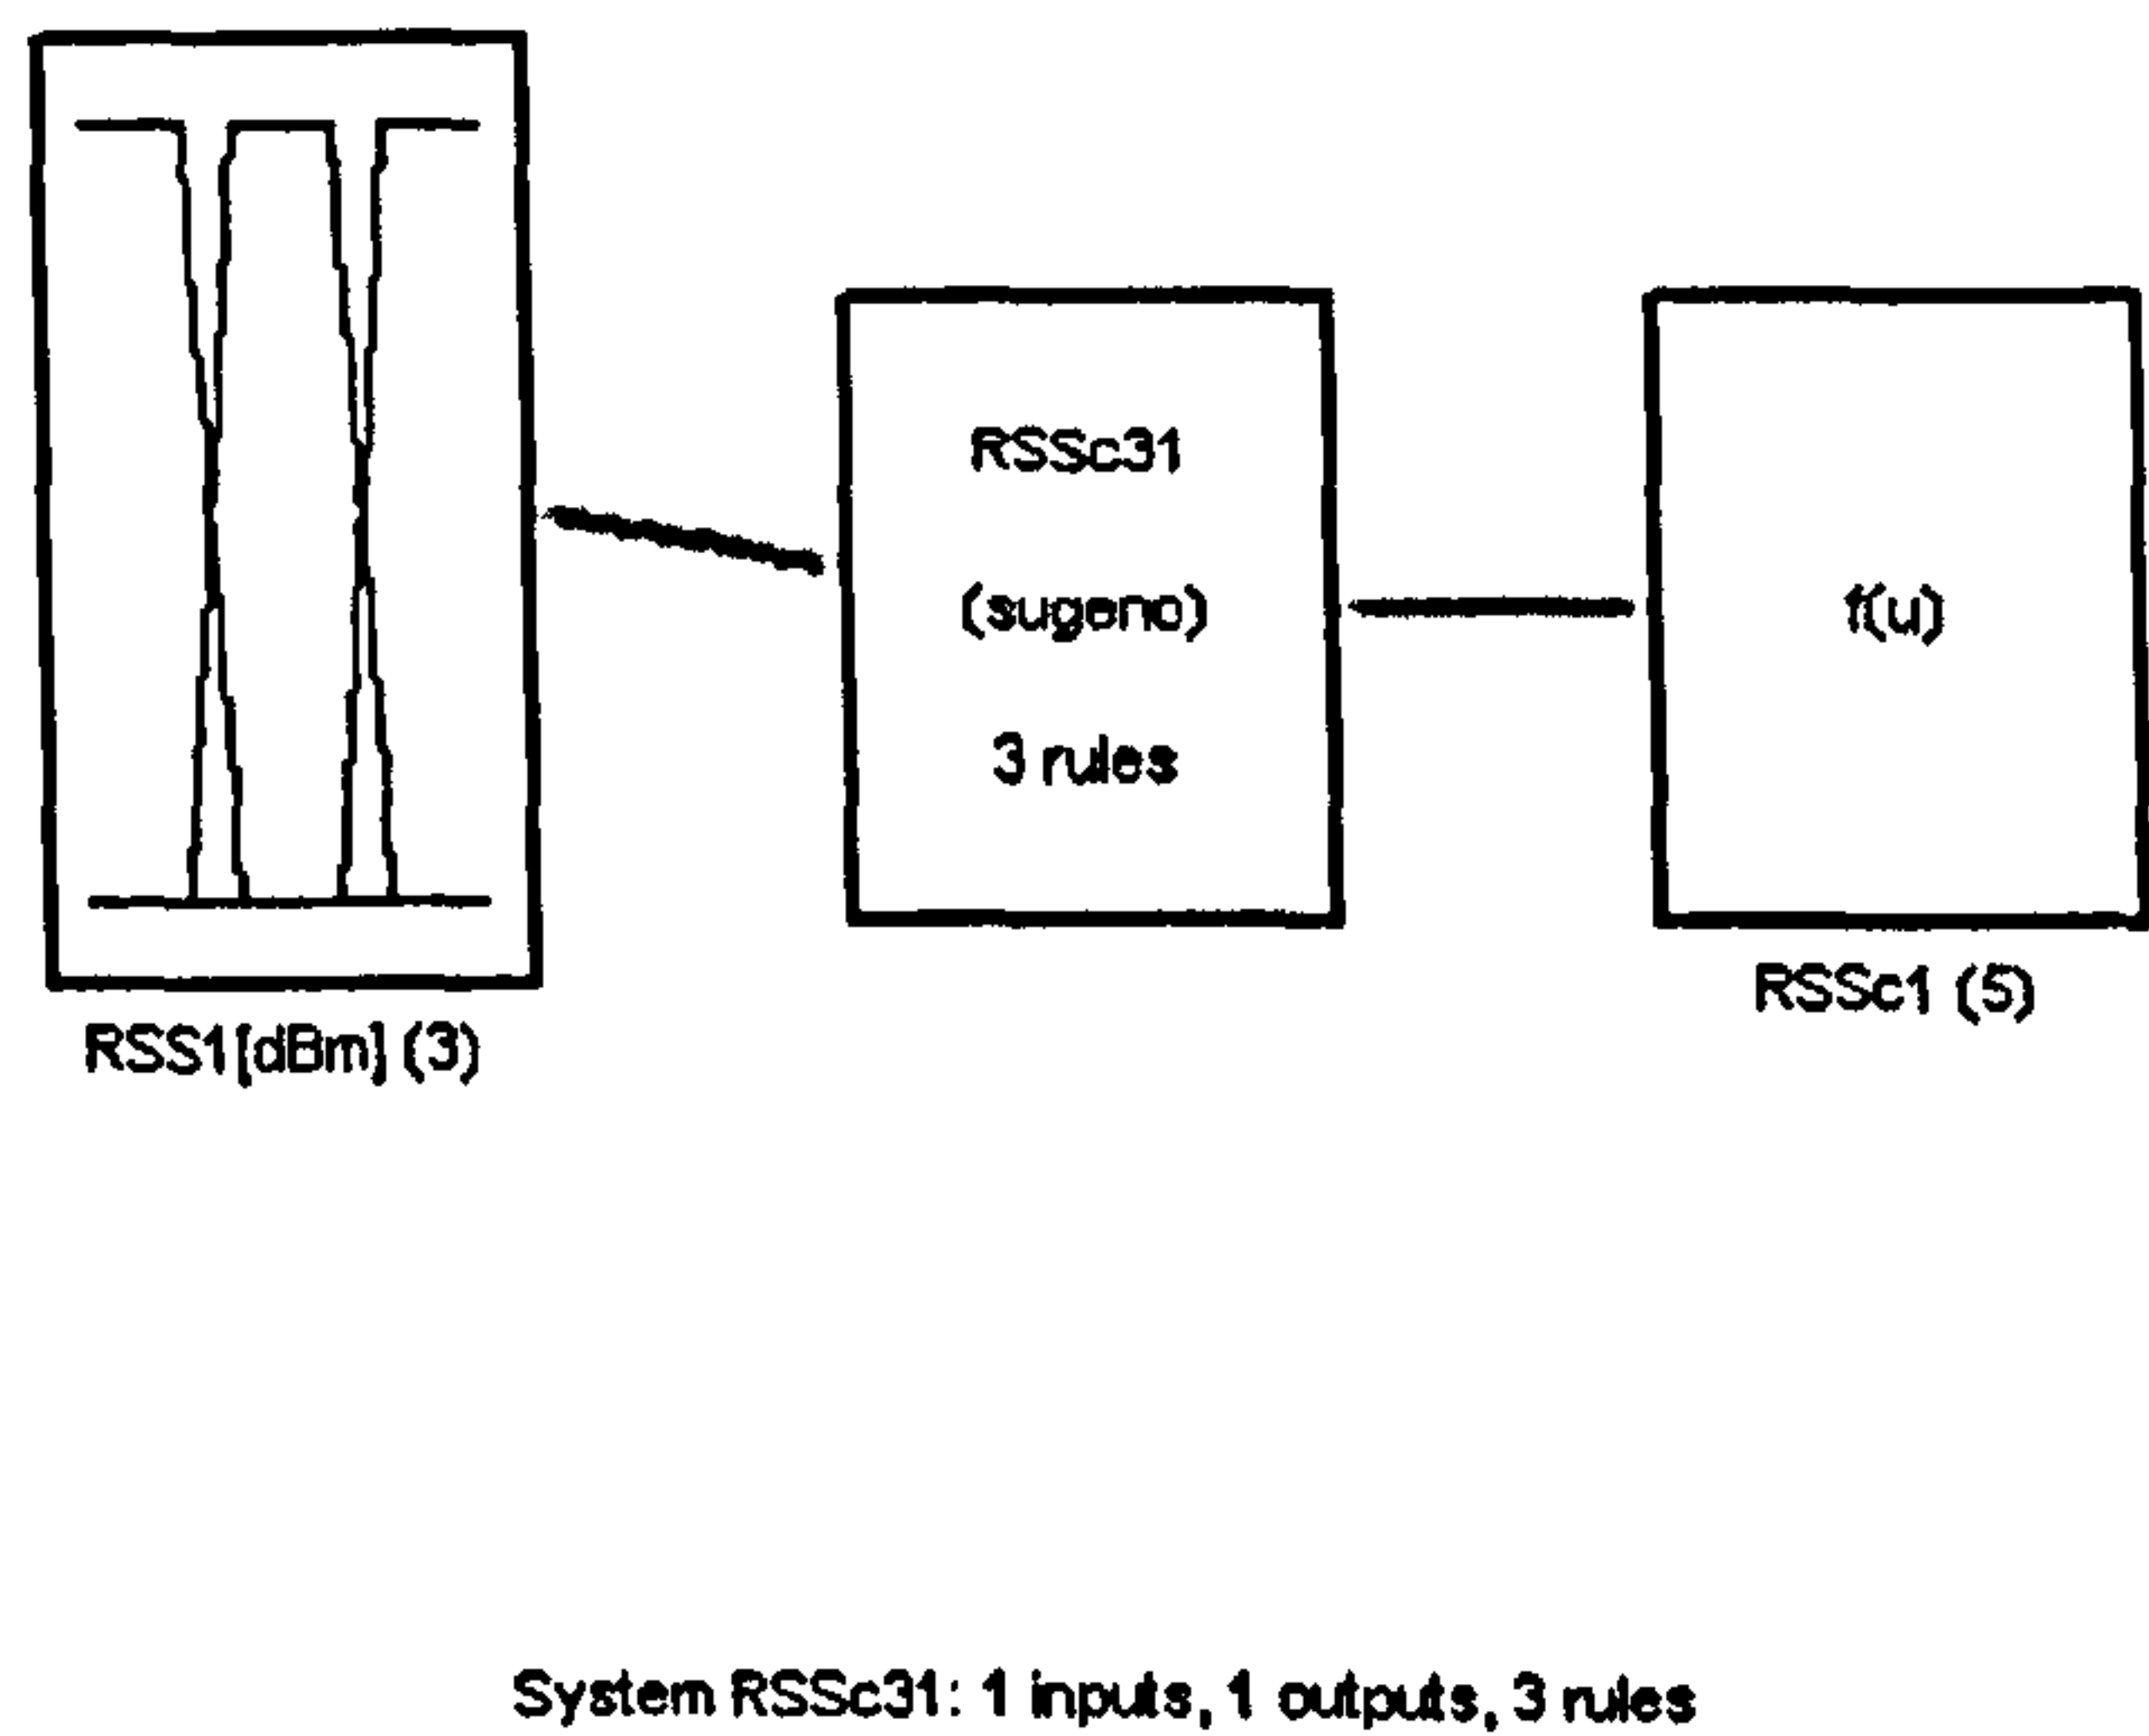 RSSc31
(sugeno)
3 rules
f(u)
RSS1[dBm] (3)
RSSc1 (5)
System RSSc31: 1 inputs, 1 outputs, 3 rules